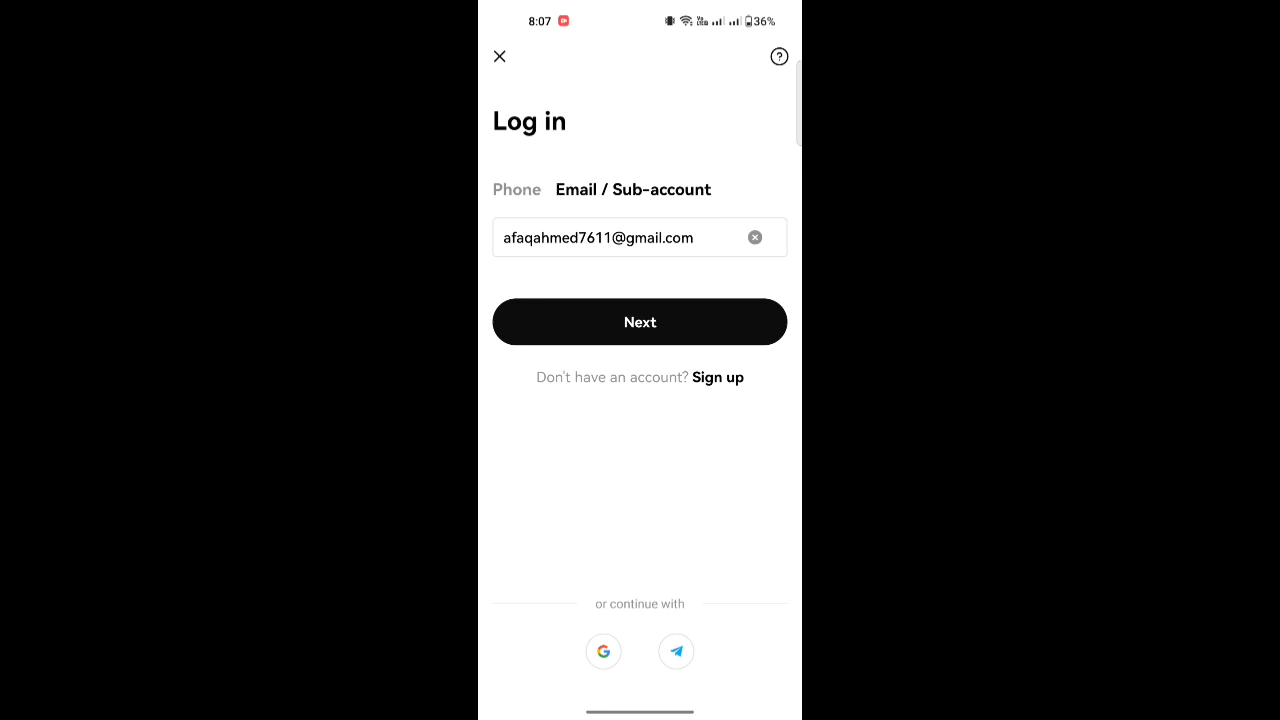 8:07 36%
Log in
Phone Email / Sub-account
afaqahmed7611@gmail.com
Next
Don't have an account? Sign up
or continue with